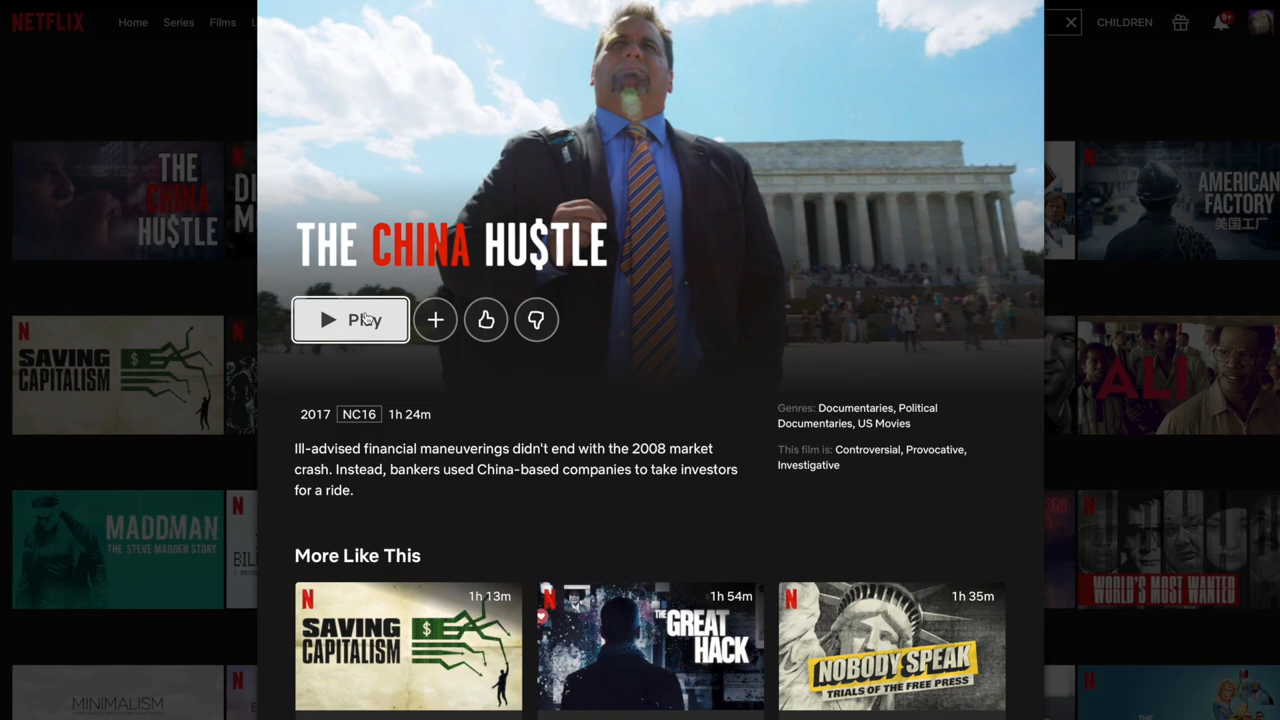 NETFLIX
Home Series Films
CHILDREN
9+
THE
CHINA
HU$TLE
AMERICAN
FACTORY
美国工厂
THE CHINA HU$TLE
Play
2017 NC16 1h 24m
Ill-advised financial maneuverings didn't end with the 2008 market
crash. Instead, bankers used China-based companies to take investors
for a ride.
Genres: Documentaries, Political
Documentaries, US Movies
This film is: Controversial, Provocative,
Investigative
N
SAVING
CAPITALISM
$
ALI
N
MADDMAN
THE STEVE MADDEN STORY
N
BIL
N
WORLD'S MOST WANTED
More Like This
N
1h 13m
SAVING
CAPITALISM
$
N
1h 54m
THE GREAT
HACK
N
1h 35m
NOBODY SPEAK
TRIALS OF THE FREE PRESS
MINIMALISM
N
N
THE